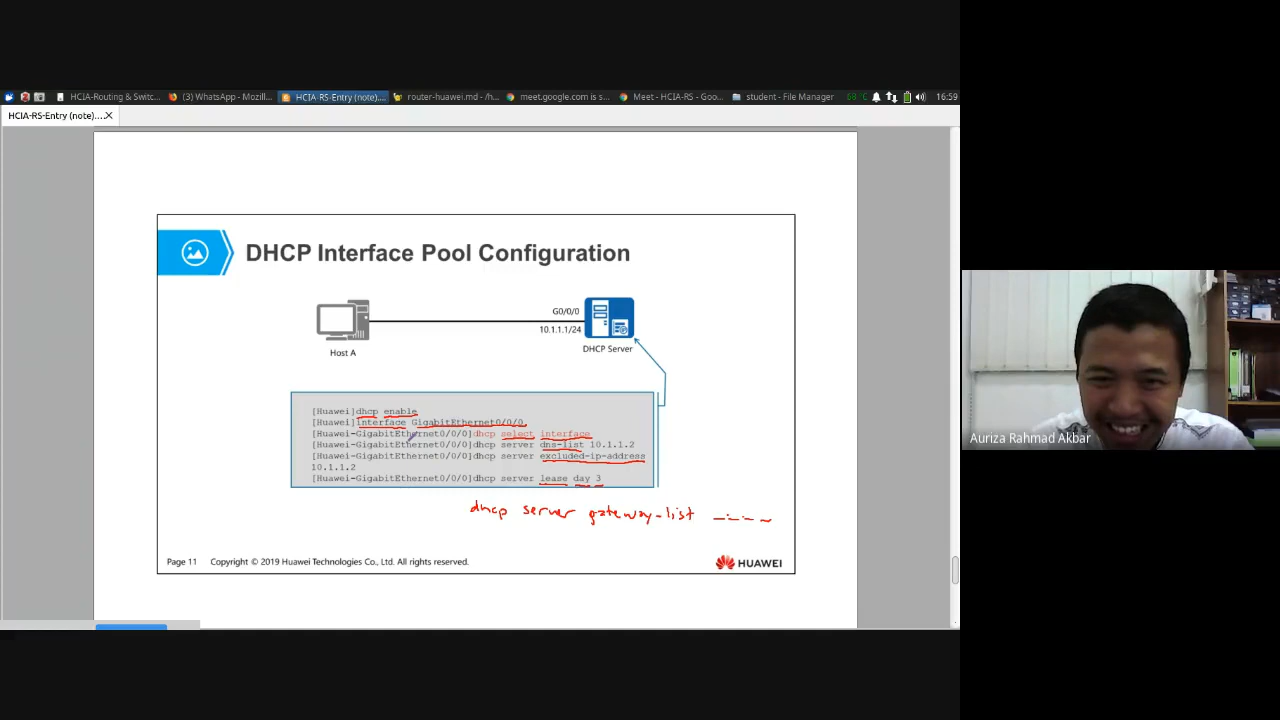 HCIA-Routing & Switc...
(3) WhatsApp - Mozill...
HCIA-RS-Entry (note)....
router-huawei.md - /h...
meet.google.com is s...
Meet - HCIA-RS - Goo...
student - File Manager
68 °C
16:59
HCIA-RS-Entry (note)....
DHCP Interface Pool Configuration
G0/0/0
10.1.1.1/24
Host A
DHCP Server
[Huawei]dhcp enable
[Huawei]interface GigabitEthernet0/0/0
[Huawei-GigabitEthernet0/0/0]dhcp select interface
[Huawei-GigabitEthernet0/0/0]dhcp server dns-list 10.1.1.2
[Huawei-GigabitEthernet0/0/0]dhcp server excluded-ip-address
10.1.1.2
[Huawei-GigabitEthernet0/0/0]dhcp server lease day 3
dhcp server gateway-list _._._._
Page 11 Copyright © 2019 Huawei Technologies Co., Ltd. All rights reserved.
HUAWEI
Auriza Rahmad Akbar